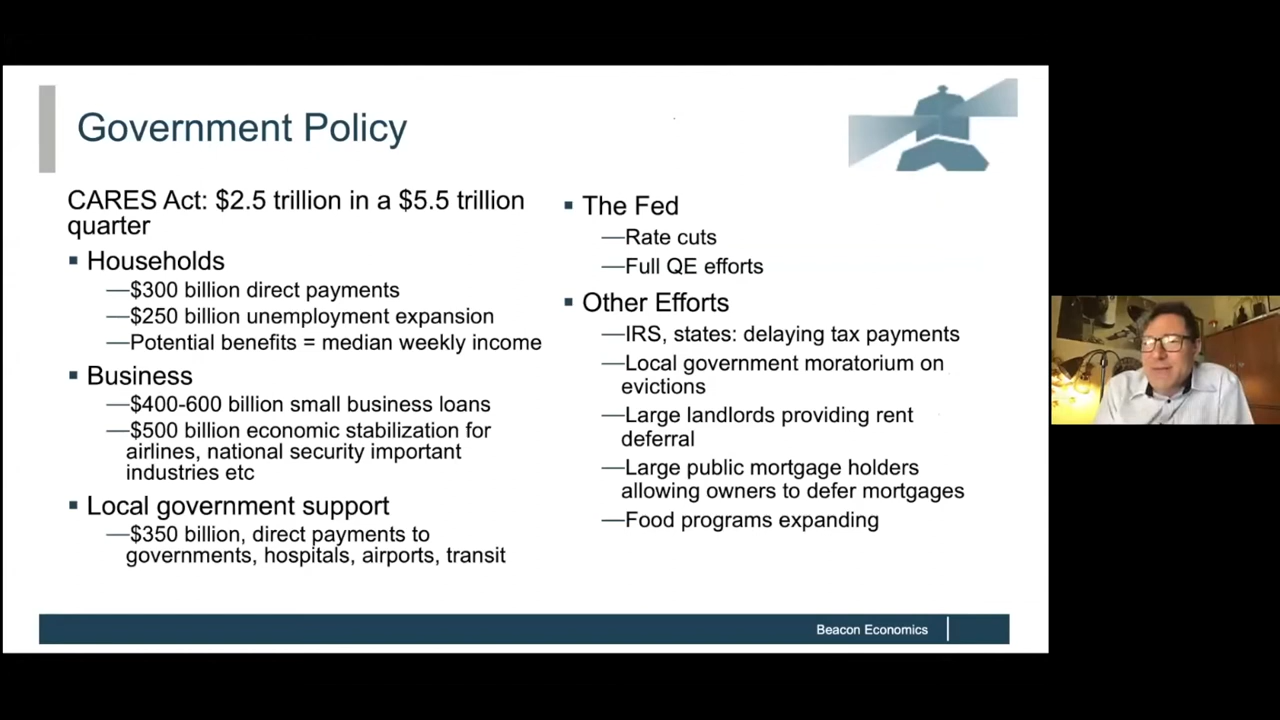 Government Policy
CARES Act: $2.5 trillion in a $5.5 trillion
quarter
▪ Households
—$300 billion direct payments
—$250 billion unemployment expansion
—Potential benefits = median weekly income
▪ Business
—$400-600 billion small business loans
—$500 billion economic stabilization for
airlines, national security important
industries etc
▪ Local government support
—$350 billion, direct payments to
governments, hospitals, airports, transit
▪ The Fed
—Rate cuts
—Full QE efforts
▪ Other Efforts
—IRS, states: delaying tax payments
—Local government moratorium on
evictions
—Large landlords providing rent
deferral
—Large public mortgage holders
allowing owners to defer mortgages
—Food programs expanding
Beacon Economics